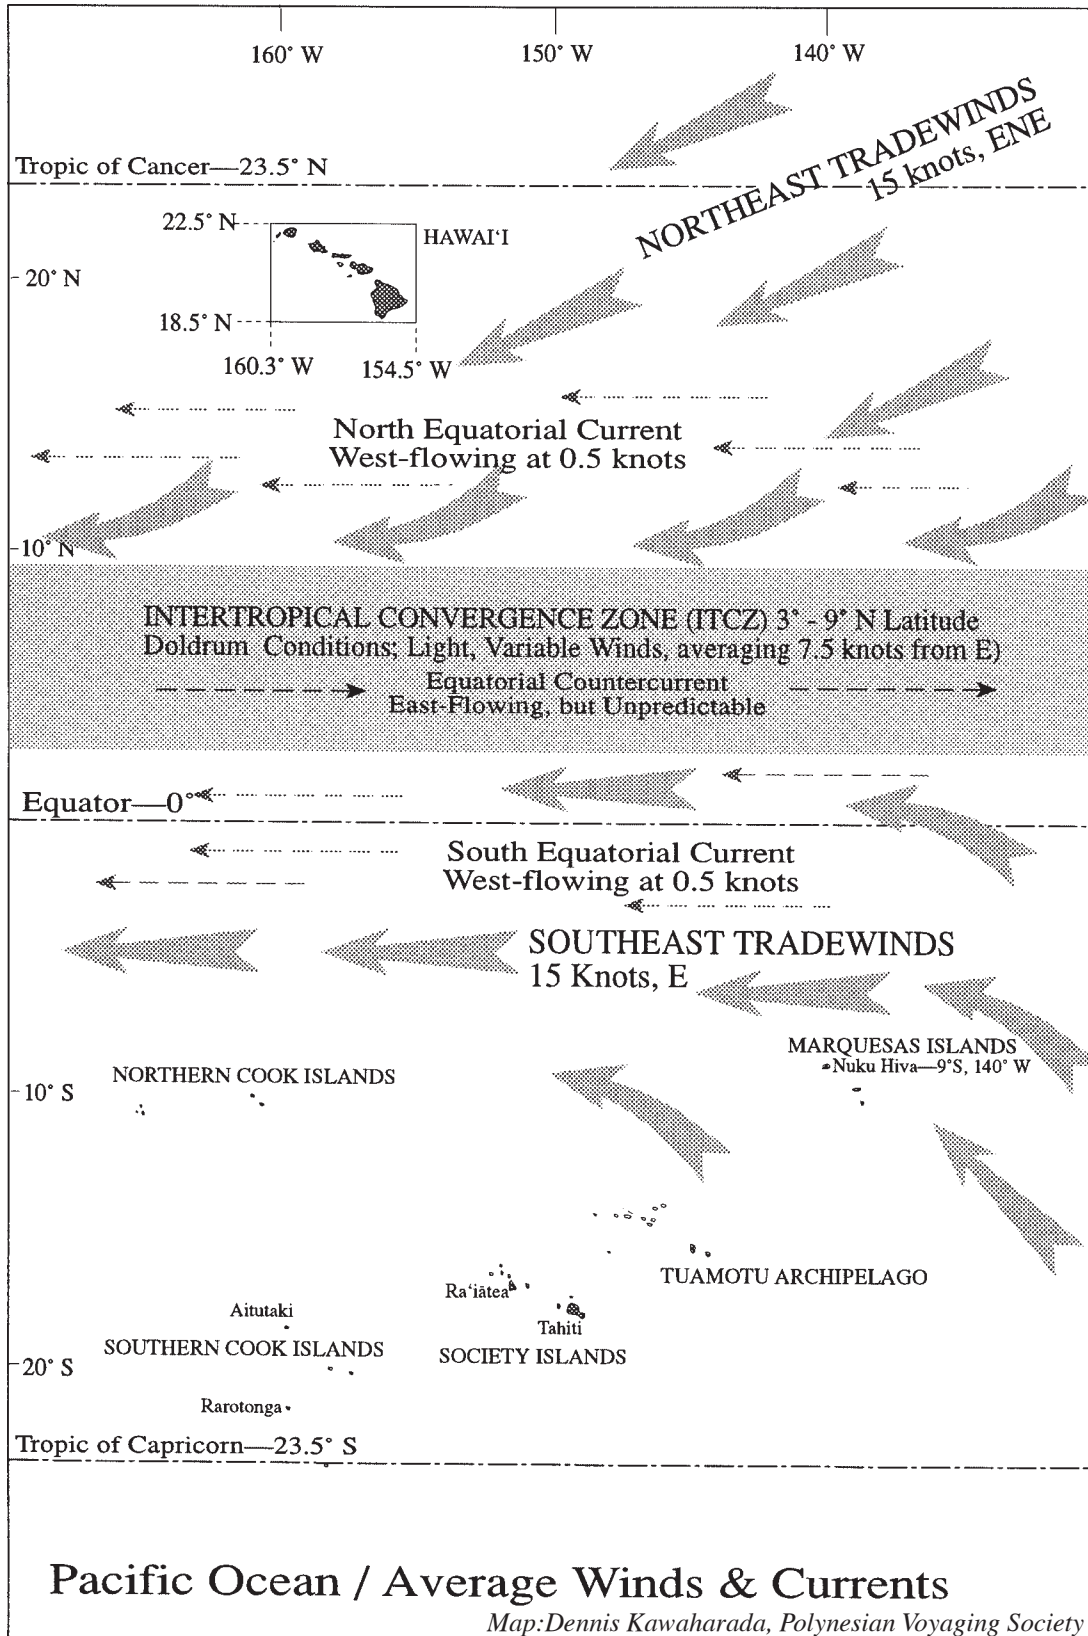 160° W
150° W
140° W
NORTHEAST TRADEWINDS
15 knots, ENE
Tropic of Cancer—23.5° N
22.5° N
HAWAI‘I
20° N
18.5° N
160.3° W
154.5° W
North Equatorial Current
West-flowing at 0.5 knots
10° N
INTERTROPICAL CONVERGENCE ZONE (ITCZ) 3° - 9° N Latitude
Doldrum Conditions; Light, Variable Winds, averaging 7.5 knots from E)
Equatorial Countercurrent
East-Flowing, but Unpredictable
Equator—0°
South Equatorial Current
West-flowing at 0.5 knots
SOUTHEAST TRADEWINDS
15 Knots, E
MARQUESAS ISLANDS
Nuku Hiva—9°S, 140° W
NORTHERN COOK ISLANDS
10° S
TUAMOTU ARCHIPELAGO
Ra‘iātea
Aitutaki
Tahiti
SOUTHERN COOK ISLANDS
SOCIETY ISLANDS
20° S
Rarotonga
Tropic of Capricorn—23.5° S
Pacific Ocean / Average Winds & Currents
Map:Dennis Kawaharada, Polynesian Voyaging Society